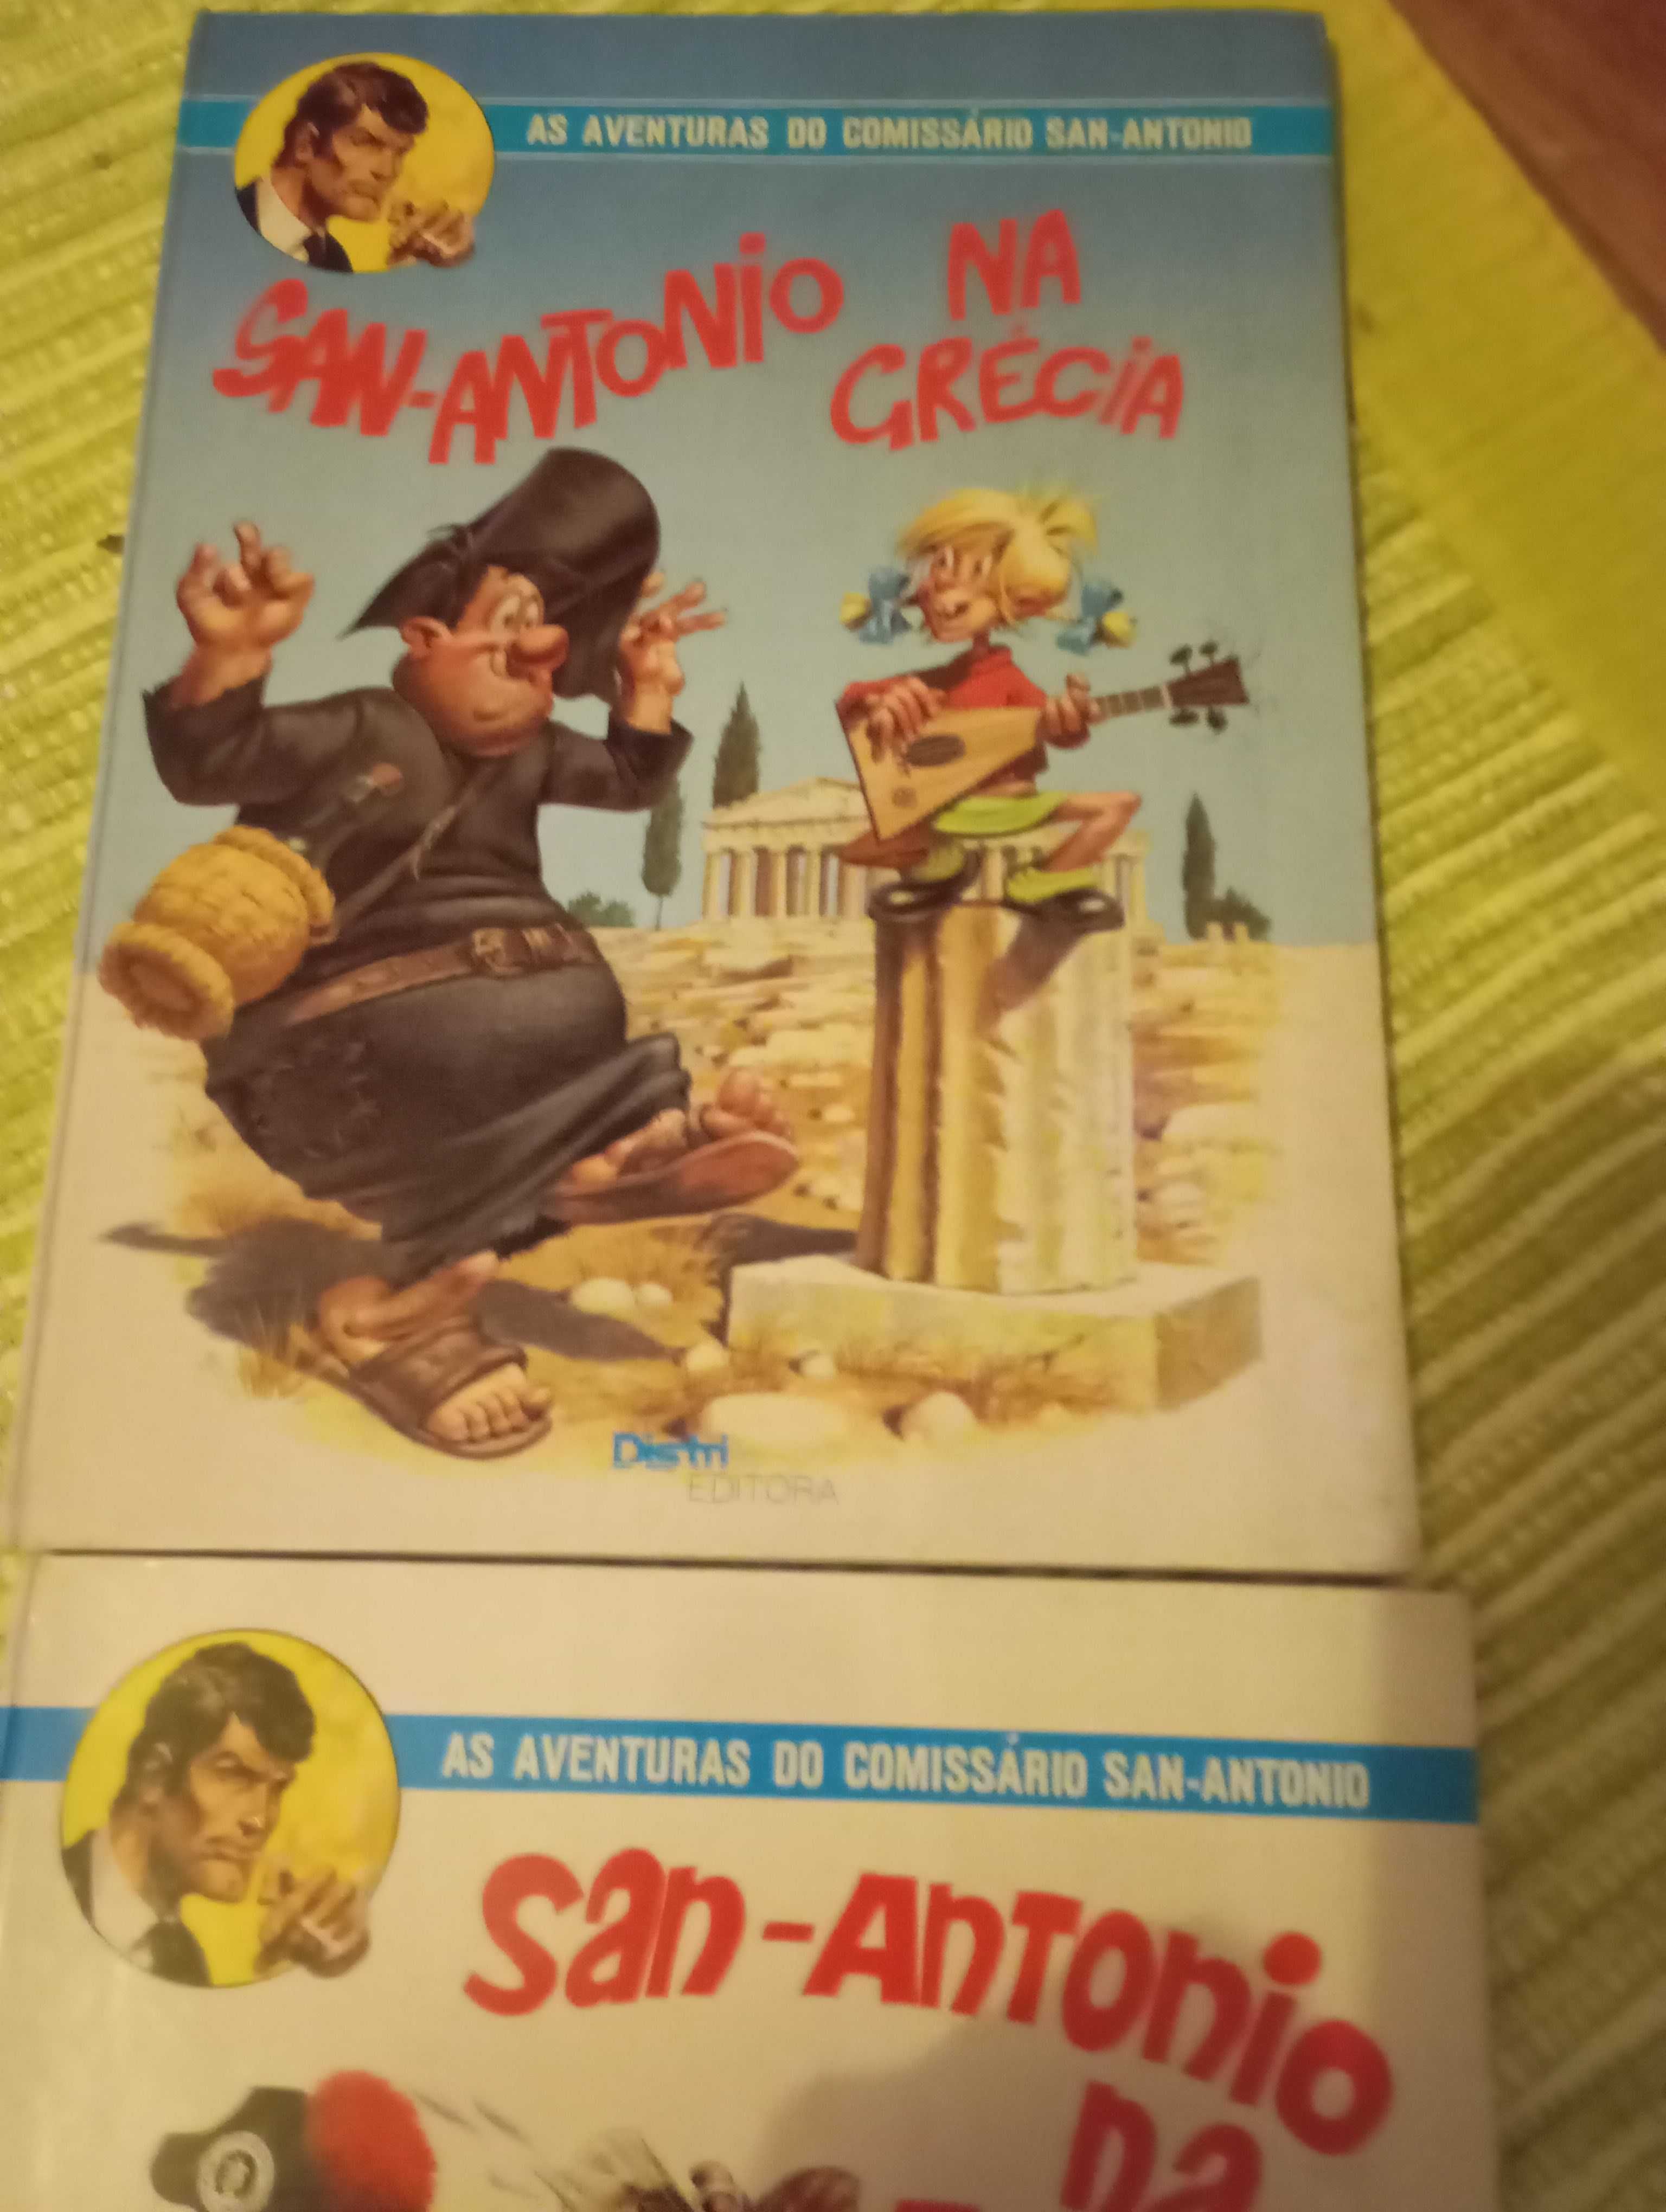 AS AVENTURAS DO COMISSÁRIO SAN-ANTONIO
SAN-ANTONIO NA
GRÉCIA
Distri
EDITORA
AS AVENTURAS DO COMISSÁRIO SAN-ANTONIO
San-Antonio
na